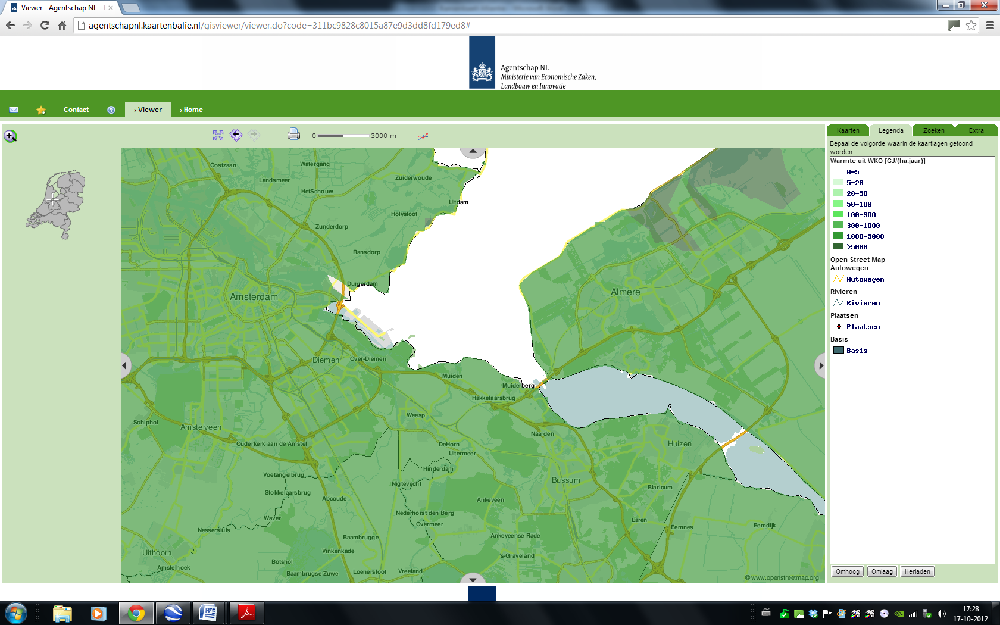 Viewer - Agentschap NL -
agentschapnl.kaartenbalie.nl/gisviewer/viewer.do?code=311bc9828c8015a87e9d3dd8fd179ed8#
Agentschap NL
Ministerie van Economische Zaken,
Landbouw en Innovatie
Contact
› Viewer
› Home
0 3000 m
Kaarten Legenda Zoeken Extra
Bepaal de volgorde waarin de kaartlagen getoond
worden
Warmte uit WKO [GJ/(ha.jaar)]
0-5
5-20
20-50
50-100
100-300
300-1000
1000-5000
>5000
Open Street Map
Autowegen
Autowegen
Rivieren
Rivieren
Plaatsen
Plaatsen
Basis
Basis
Omhoog Omlaag Herladen
Oostzaan
Watergang
Landsmeer
Zuiderwoude
HetSchouw
Uitdam
Holysloot
Zunderdorp
Ransdorp
Durgerdam
Amsterdam
Almere
Diemen
Over-Diemen
Muiden
Muiderberg
Hakkelaarsbrug
Weesp
Schiphol
Amstelveen
Naarden
Ouderkerk aan de Amstel
DeHorn
Huizen
Uitermeer
Hinderdam
Voetangelbrug
Nigtevecht
Bussum
Stokkelaarsbrug
Blaricum
Abcoude
Ankeveen
Nederhorst den Berg
Waver
Overmeer
Laren
Nessersluis
Emnes
Eemdijk
Baambrugge
Ankeveense Rade
Vinkenkade
Uithoorn
's-Graveland
Botshol
Amstelhoek
Baambrugse Zuwe
Loenersloot
Vreeland
© www.openstreetmap.org
17:28
17-10-2012